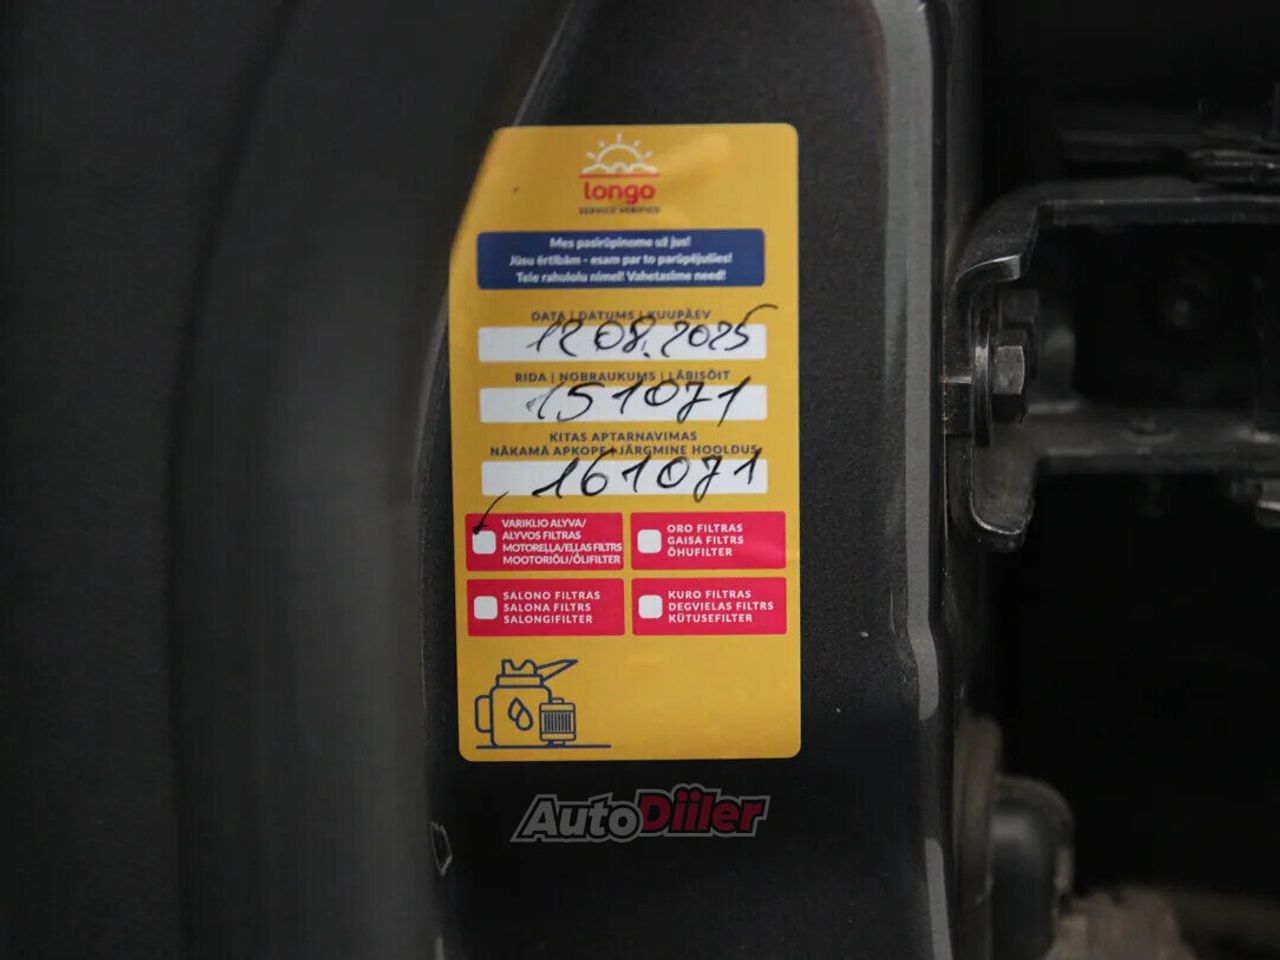 longo
SERVICE VERIFIED
Mes pasirūpinome už jus!
Jūsu ērtībām - esam par to parūpējušies!
Teie rahulolu nimel! Vahetasime need!
DATA | DATUMS | KUUPÄEV
12 08.2025
RIDA | NOBRAUKUMS | LÄBISÕIT
151071
KITAS APTARNAVIMAS
NĀKAMĀ APKOPE | JÄRGMINE HOOLDUS
161071
VARIKLIO ALYVA/
ALYVOS FILTRAS
MOTOREĻĻA/EĻĻAS FILTRS
MOOTORIÕLI/ÕLIFILTER
ORO FILTRAS
GAISA FILTRS
ÕHUFILTER
SALONO FILTRAS
SALONA FILTRS
SALONGIFILTER
KURO FILTRAS
DEGVIELAS FILTRS
KÜTUSEFILTER
AutoDiiler